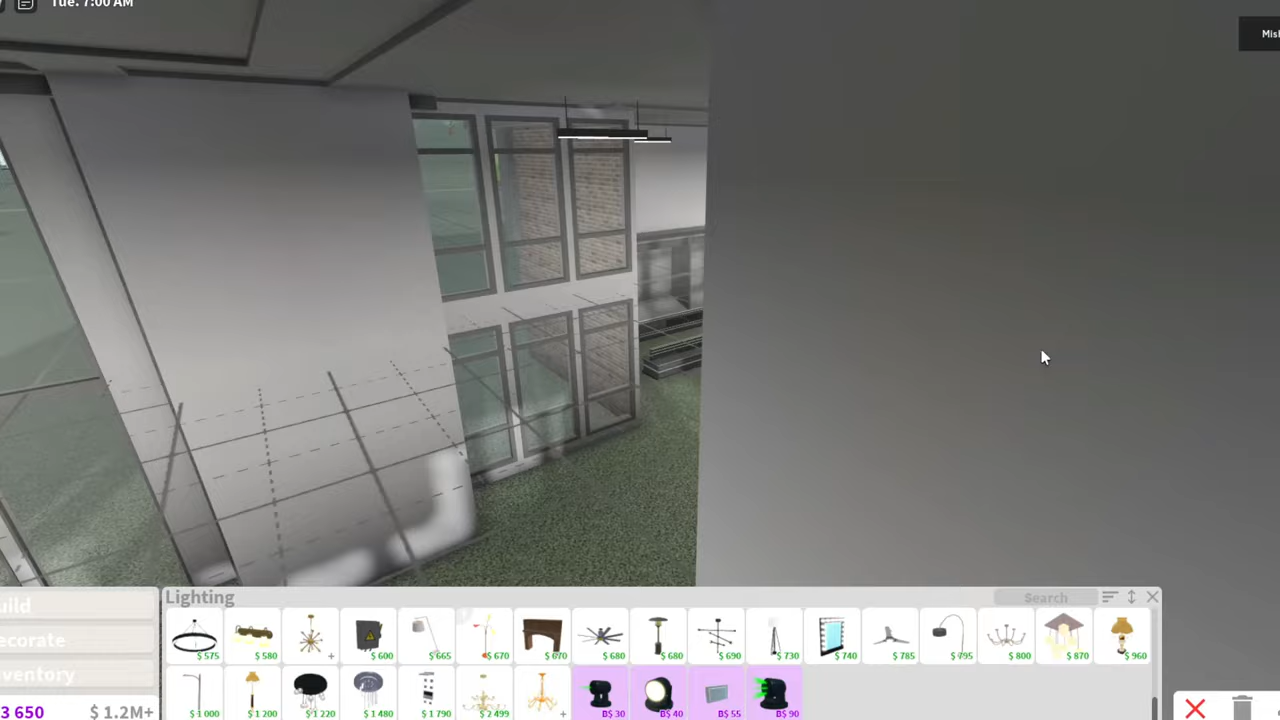 Tue. 7:00 AM
Mis
uild
ecorate
nventory
3 650
$ 1.2M+
Lighting
Search
$ 575
$ 580
+
$ 600
$ 665
$ 670
$ 670
$ 680
$ 680
$ 690
$ 730
$ 740
$ 785
$ 795
$ 800
$ 870
$ 960
$ 1 000
$ 1 200
$ 1 220
$ 1 480
$ 1 790
$ 2 499
+
B$ 30
B$ 40
B$ 55
B$ 90